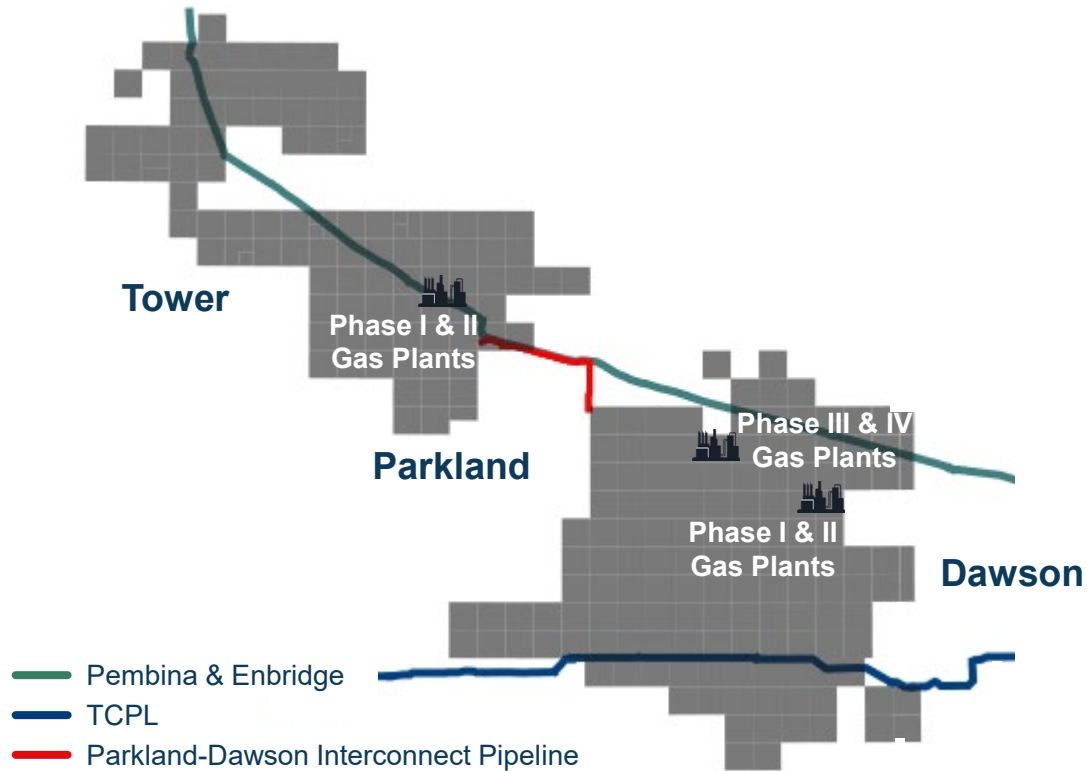 Tower
Phase I & II
Gas Plants
Parkland
Phase III & IV
Gas Plants
Phase I & II
Gas Plants
Dawson
Pembina & Enbridge
TCPL
Parkland-Dawson Interconnect Pipeline